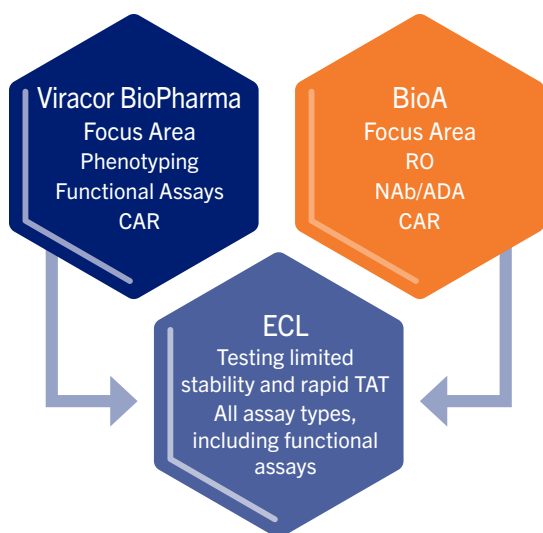 Viracor BioPharma
Focus Area
Phenotyping
Functional Assays
CAR
BioA
Focus Area
RO
NAb/ADA
CAR
ECL
Testing limited
stability and rapid TAT
All assay types,
including functional
assays